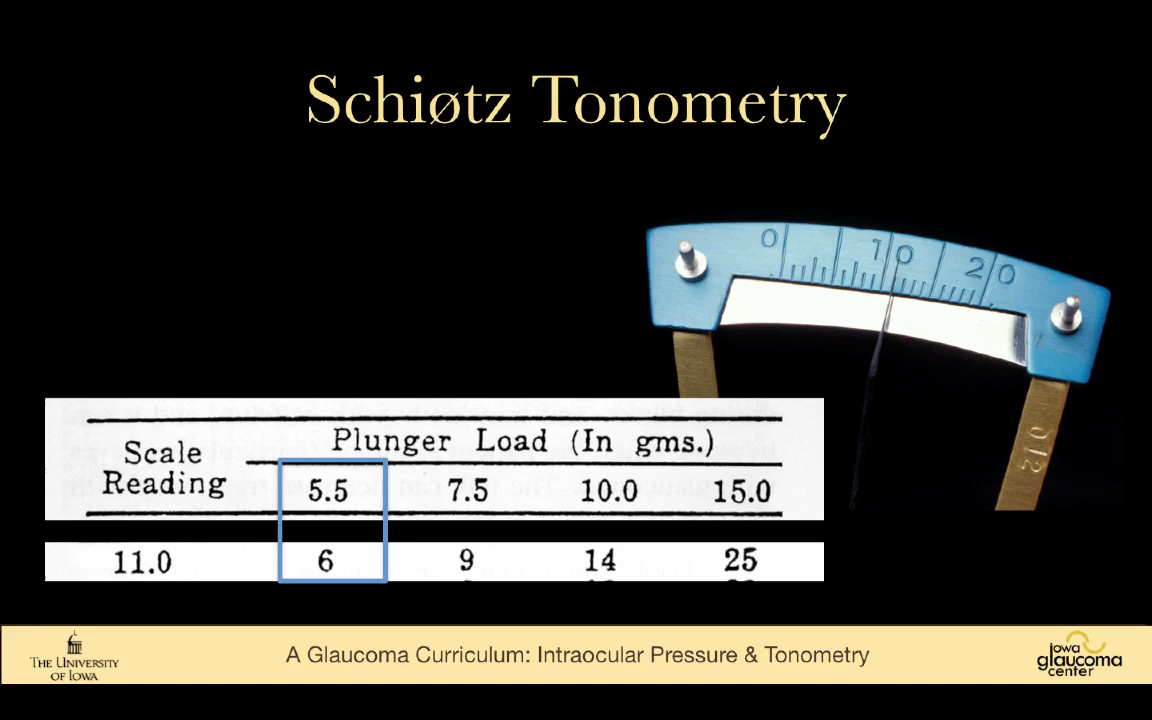 Schiøtz Tonometry
0 10 20
012
Plunger Load (In gms.)
Scale
Reading
5.5 7.5 10.0 15.0
11.0 6 9 14 25
THE UNIVERSITY
OF IOWA
A Glaucoma Curriculum: Intraocular Pressure & Tonometry
iowa
glaucoma
center